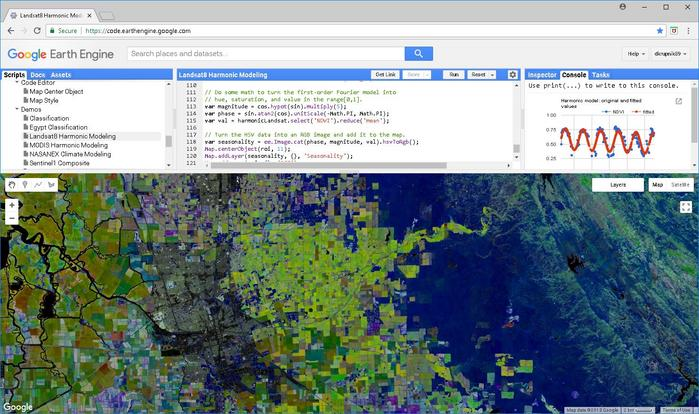 Landsat8 Harmonic Mod
Secure | https://code.earthengine.google.com
Google Earth Engine
Search places and datasets...
Help
dkrupnik89
Scripts Docs Assets
Landsat8 Harmonic Modeling
Get Link Save Run Reset
Inspector Console Tasks
Code Editor
Map Center Object
Map Style
Demos
Classification
Egypt Classification
Landsat8 Harmonic Modeling
MODIS Harmonic Modeling
NASANEX Climate Modeling
Sentinel1 Composite
110
111 // Do some Math to turn the first-order Fourier Model into
112 // hue, saturation, and value in the range[0,1].
113 var magnitude = cos.hypot(sin).multiply(5);
114 var phase = sin.atan2(cos).unitScale(-Math.PI, Math.PI);
115 var val = harmonicLandsat.select('NDVI').reduce('mean');
116
117 // Turn the HSV data into an RGB image and add it to the map.
118 var seasonality = ee.Image.cat(phase, magnitude, val).hsvToRgb();
119 Map.centerObject(roi, 11);
120 Map.addLayer(seasonality, {}, 'Seasonality');
121
Use print(...) to write to this console.
Harmonic model: original and fitted
values
NDVI fitted
1.00
0.75
0.50
0.25
Layers
Map Satellite
+
−
Google
Map data ©2018 Google
2 km
Terms of Use